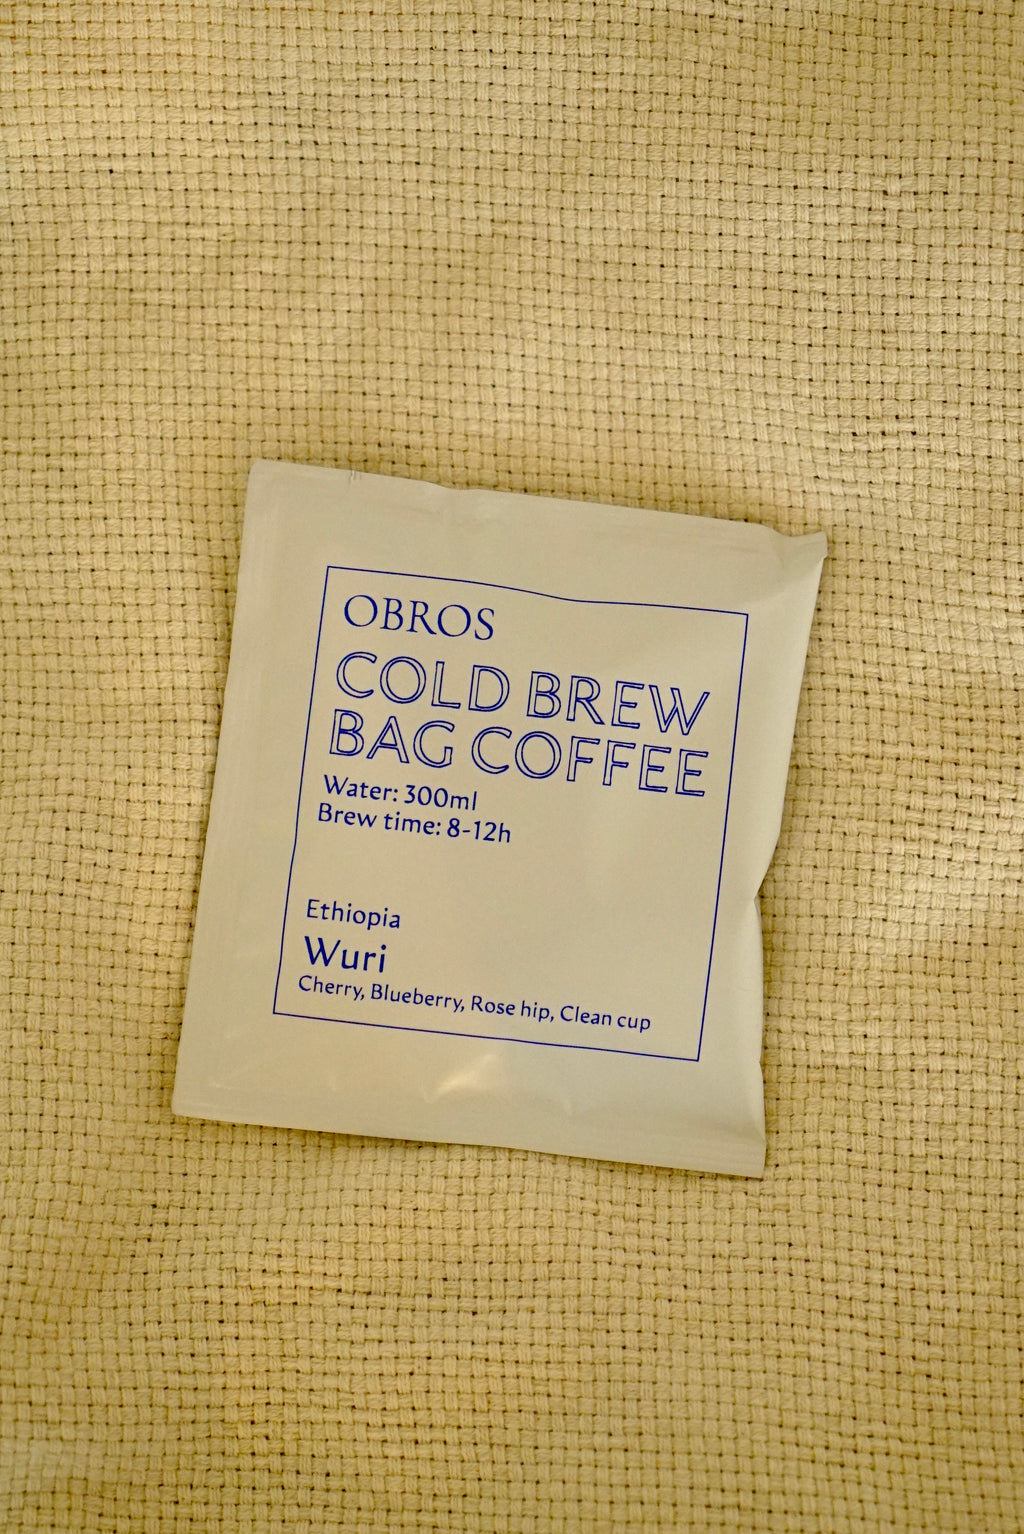 OBROS
COLD BREW
BAG COFFEE
Water: 300ml
Brew time: 8-12h
Ethiopia
Wuri
Cherry, Blueberry, Rose hip, Clean cup